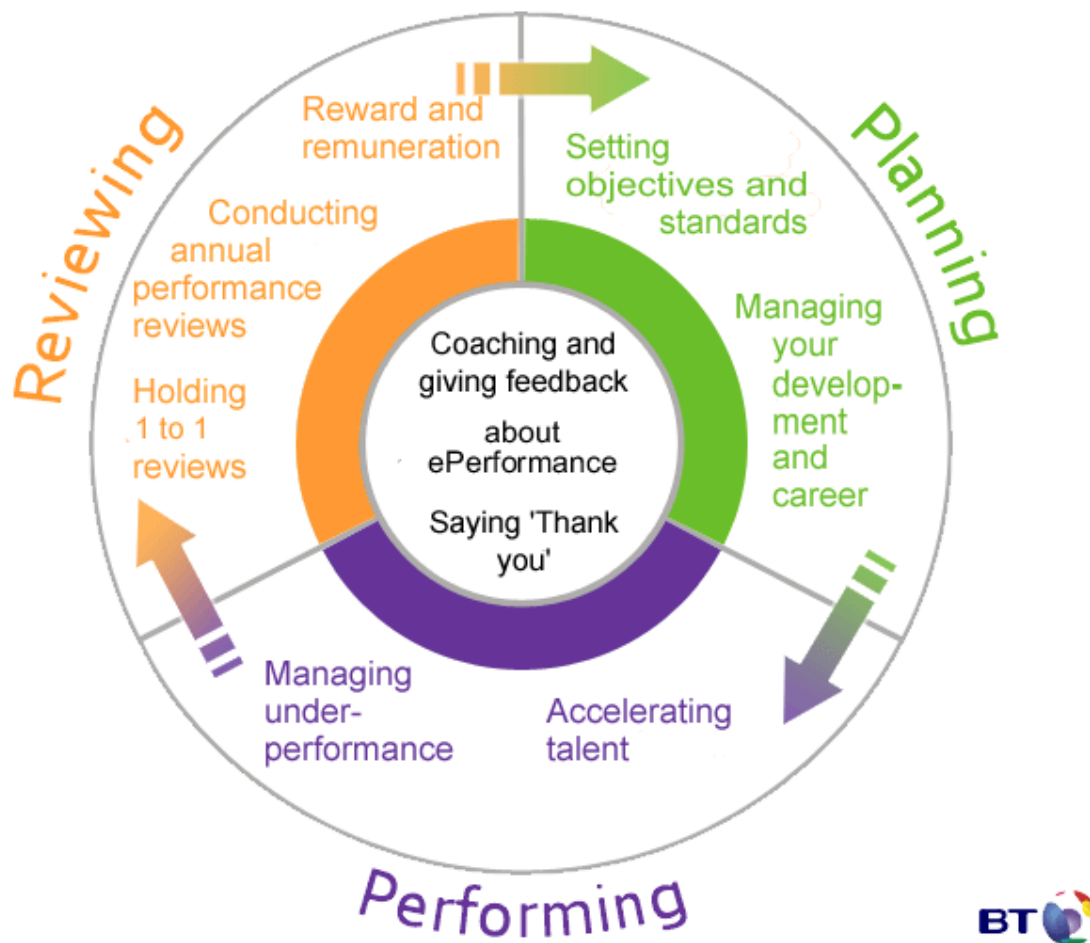 Reviewing
Reward and
remuneration
Conducting
annual
performance
reviews
Holding
1 to 1
reviews
Planning
Setting
objectives and
standards
Managing
your
develop-
ment
and
career
Coaching and
giving feedback
about
ePerformance
Saying 'Thank
you'
Managing
under-
performance
Accelerating
talent
Performing
BT